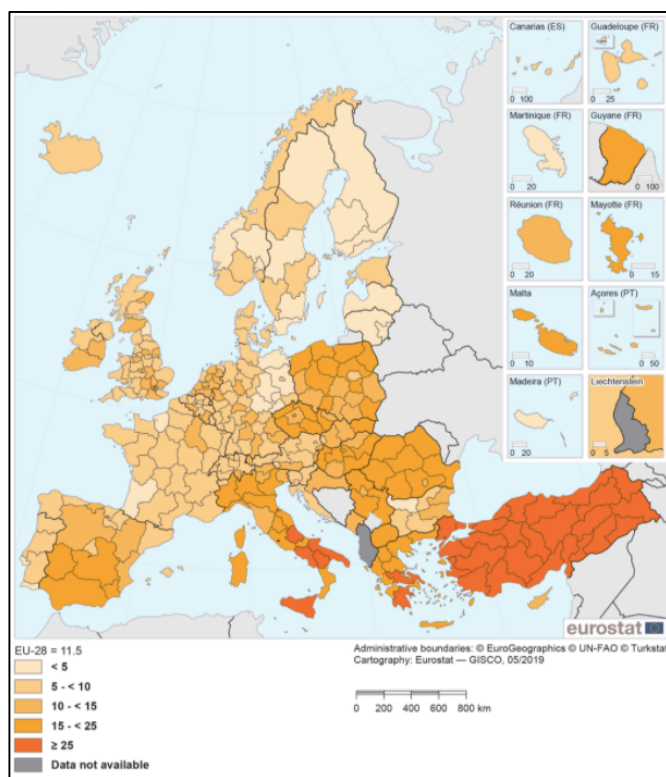 Canarias (ES)
0 100
Guadeloupe (FR)
0 25
Martinique (FR)
0 20
Guyane (FR)
0 100
Réunion (FR)
0 20
Mayotte (FR)
0 15
Malta
0 10
Açores (PT)
0 50
Madeira (PT)
0 20
Liechtenstein
0 5
eurostat
EU-28 = 11.5
< 5
5 - < 10
10 - < 15
15 - < 25
≥ 25
Data not available
Administrative boundaries: © EuroGeographics © UN-FAO © Turkstat
Cartography: Eurostat — GISCO, 05/2019
0 200 400 600 800 km